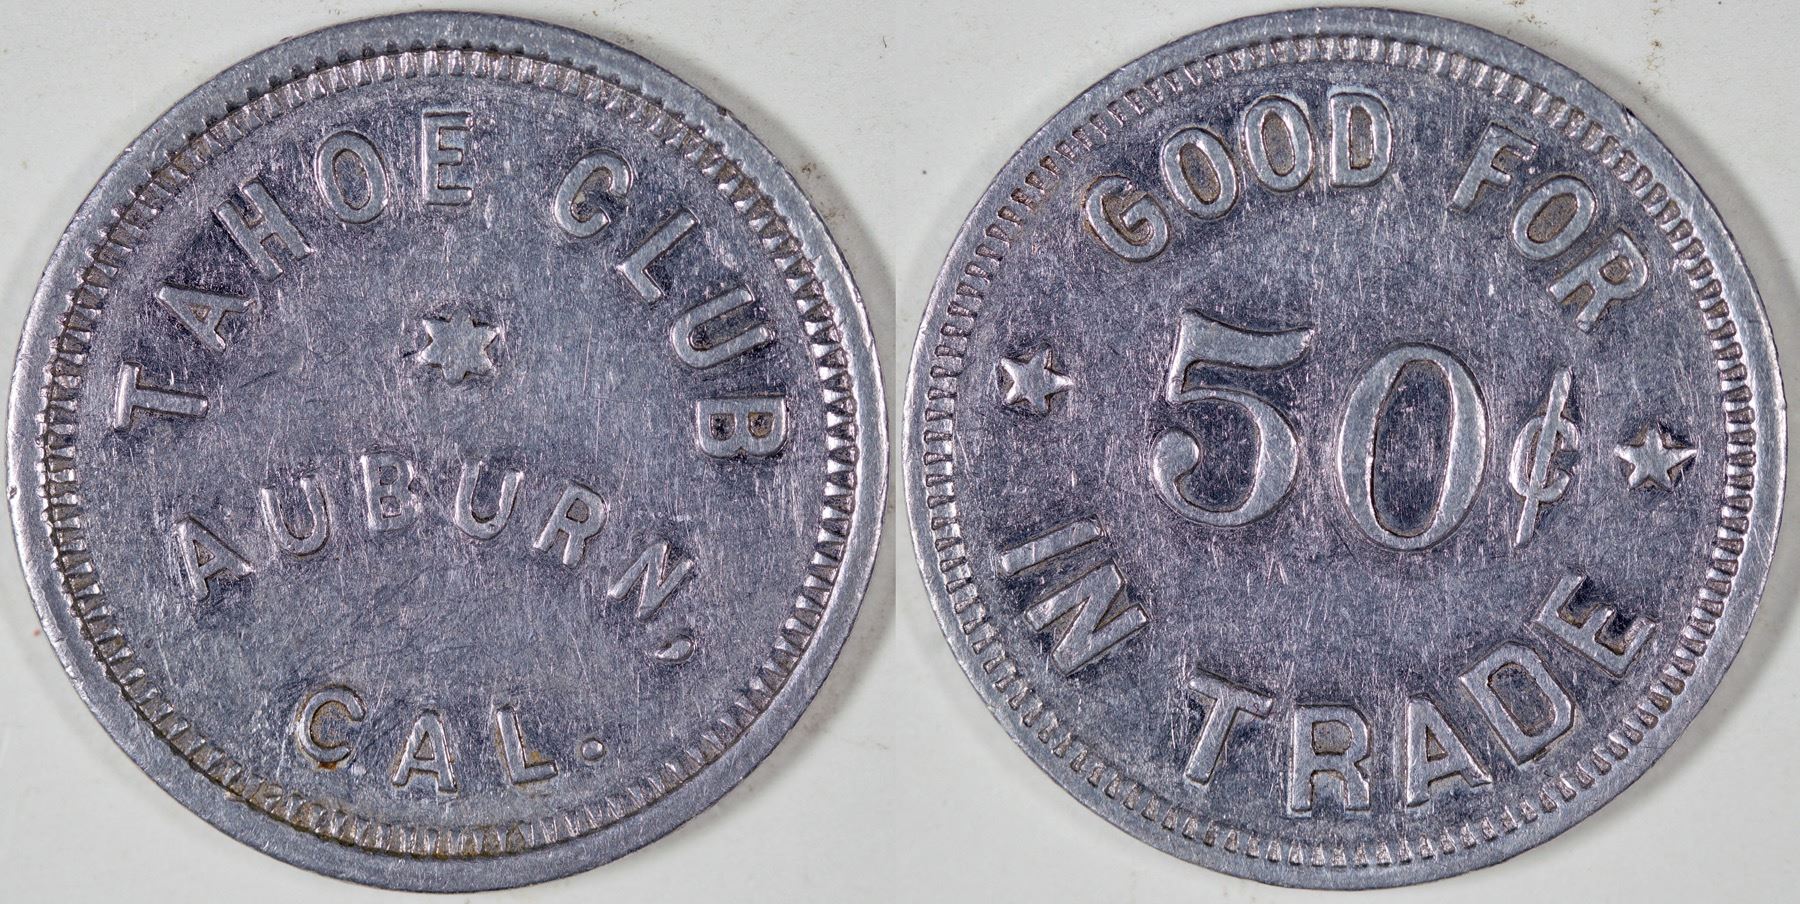 TAHOE CLUB
AUBURN,
CAL.
GOOD FOR
50¢
IN TRADE